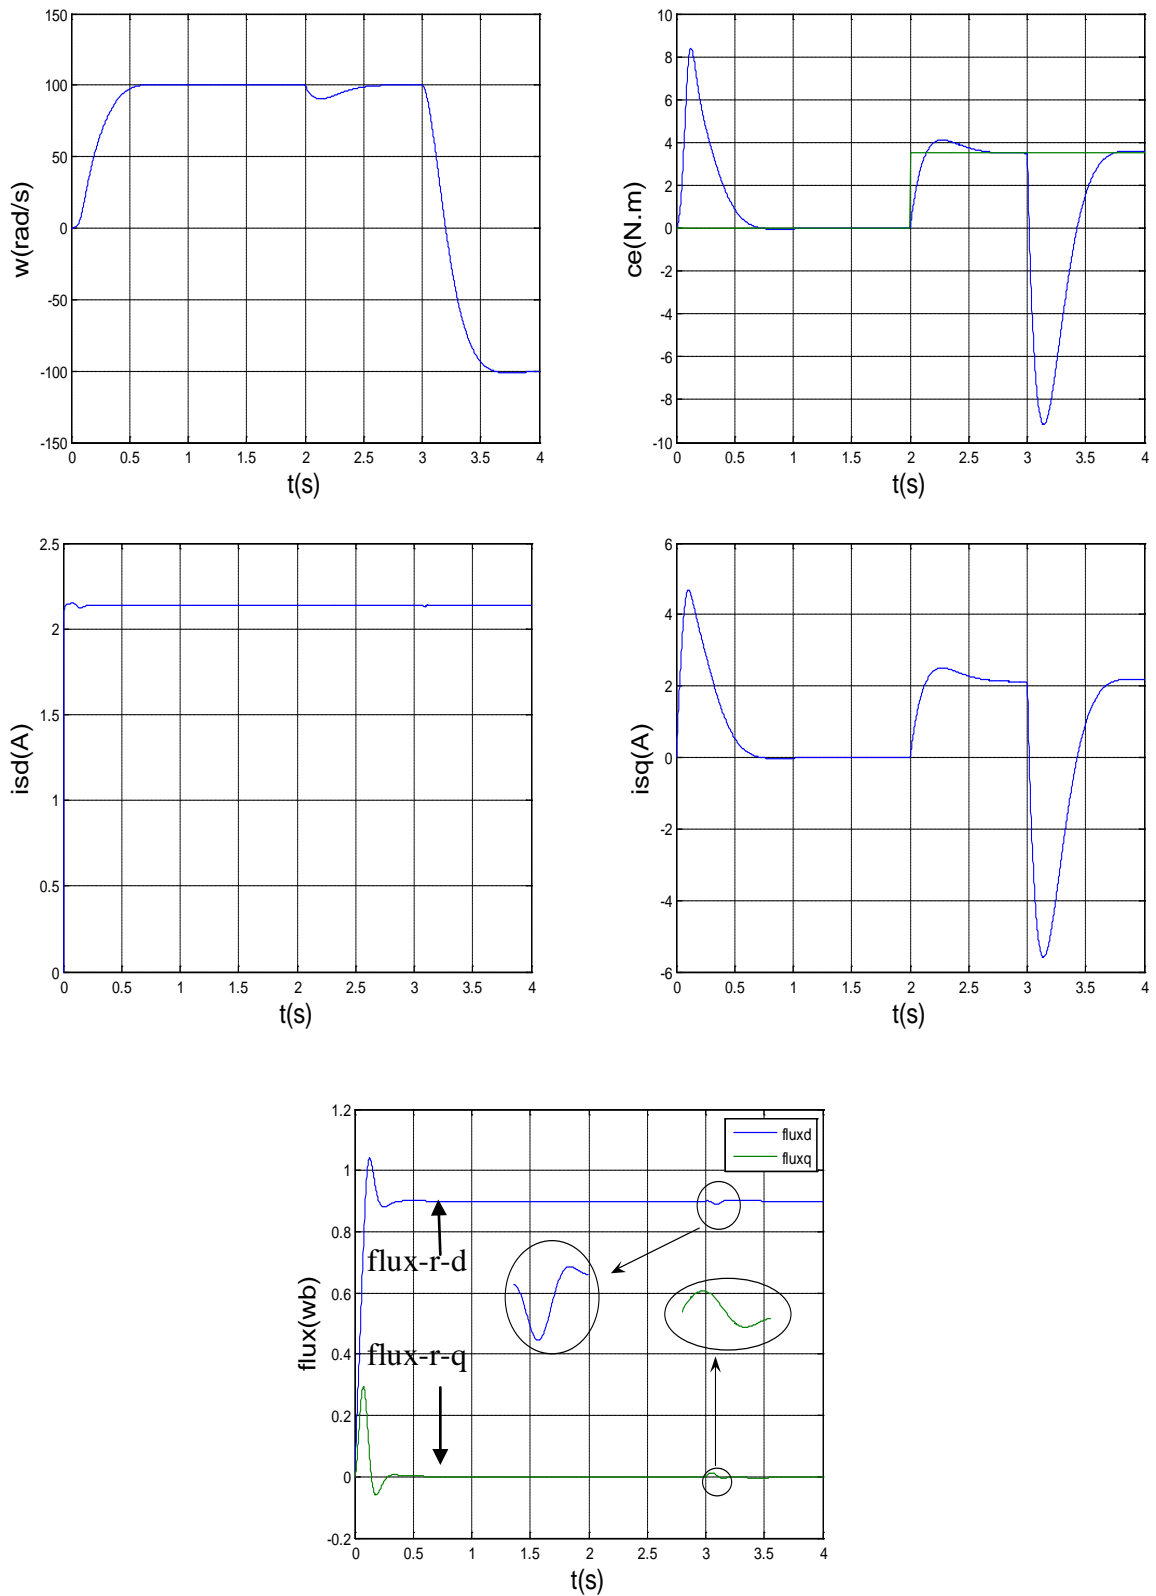 150
100
50
0
-50
-100
-150
w(rad/s)
0 0.5 1 1.5 2 2.5 3 3.5 4
t(s)
10
8
6
4
2
0
-2
-4
-6
-8
-10
ce(N.m)
0 0.5 1 1.5 2 2.5 3 3.5 4
t(s)
2.5
2
1.5
1
0.5
0
isd(A)
0 0.5 1 1.5 2 2.5 3 3.5 4
t(s)
6
4
2
0
-2
-4
-6
isq(A)
0 0.5 1 1.5 2 2.5 3 3.5 4
t(s)
1.2
1
0.8
0.6
0.4
0.2
0
-0.2
flux(wb)
fluxd
fluxq
flux-r-d
flux-r-q
0 0.5 1 1.5 2 2.5 3 3.5 4
t(s)